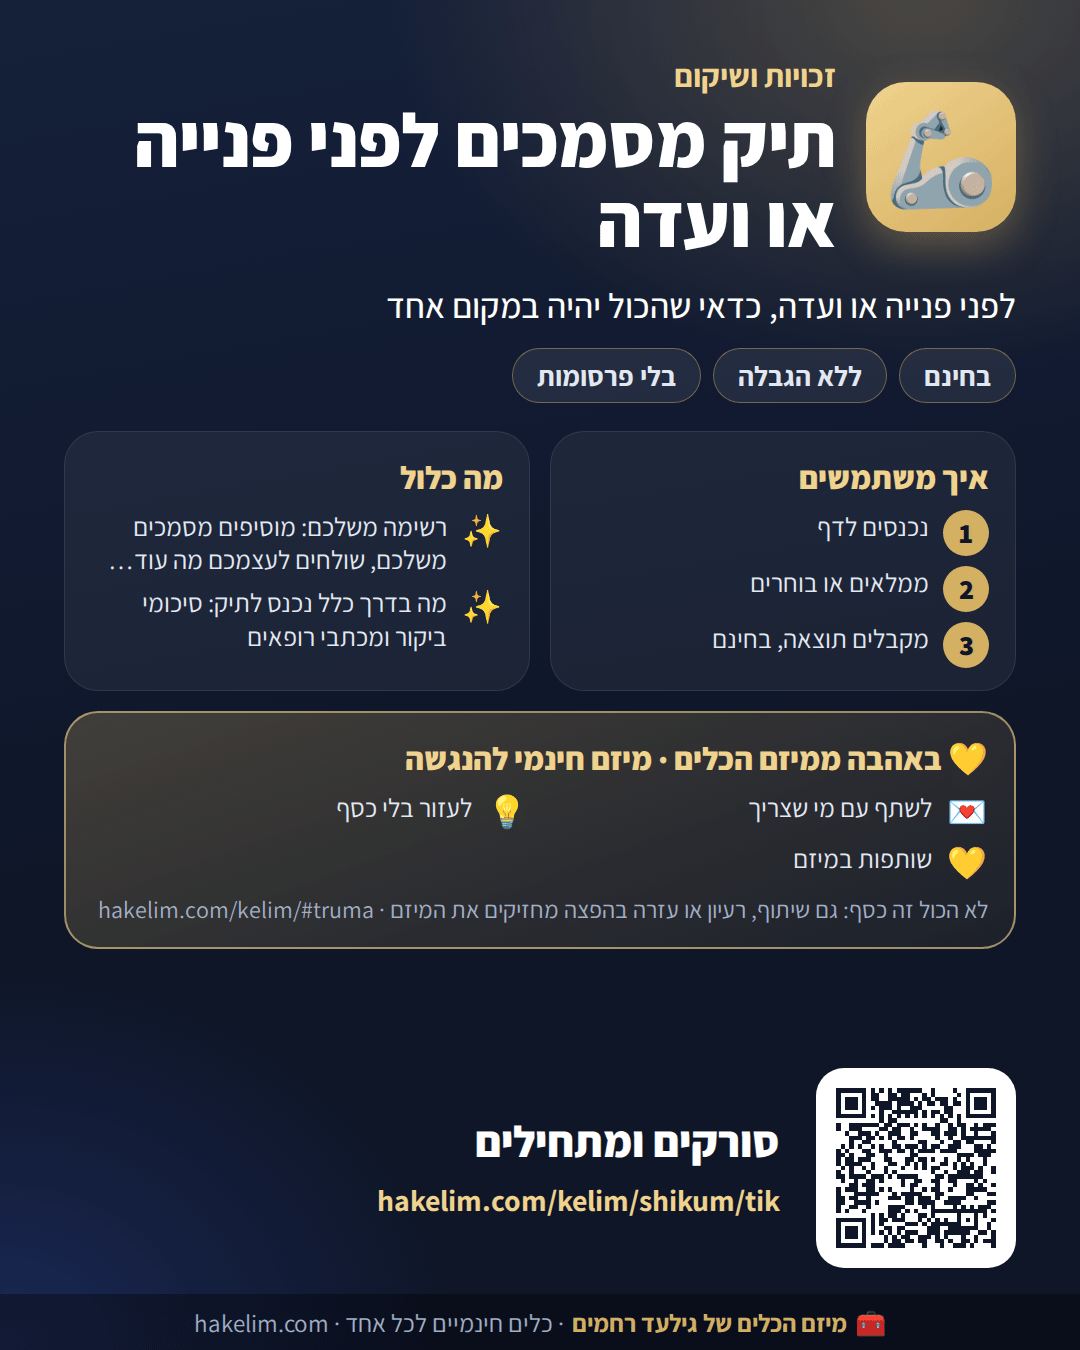 זכויות ושיקום
תיק מסמכים לפני פנייה
או ועדה
לפני פנייה או ועדה, כדאי שהכול יהיה במקום אחד
בחינם
ללא הגבלה
בלי פרסומות
איך משתמשים
1 נכנסים לדף
2 ממלאים או בוחרים
3 מקבלים תוצאה, בחינם
מה כלול
רשימה משלכם: מוסיפים מסמכים
משלכם, שולחים לעצמכם מה עוד…
מה בדרך כלל נכנס לתיק: סיכומי
ביקור ומכתבי רופאים
באהבה ממיזם הכלים · מיזם חינמי להנגשה
לשתף עם מי שצריך
לעזור בלי כסף
שותפות במיזם
לא הכול זה כסף: גם שיתוף, רעיון או עזרה בהפצה מחזיקים את המיזם · hakelim.com/kelim/#truma
סורקים ומתחילים
hakelim.com/kelim/shikum/tik
מיזם הכלים של גילעד רחמים · כלים חינמיים לכל אחד · hakelim.com